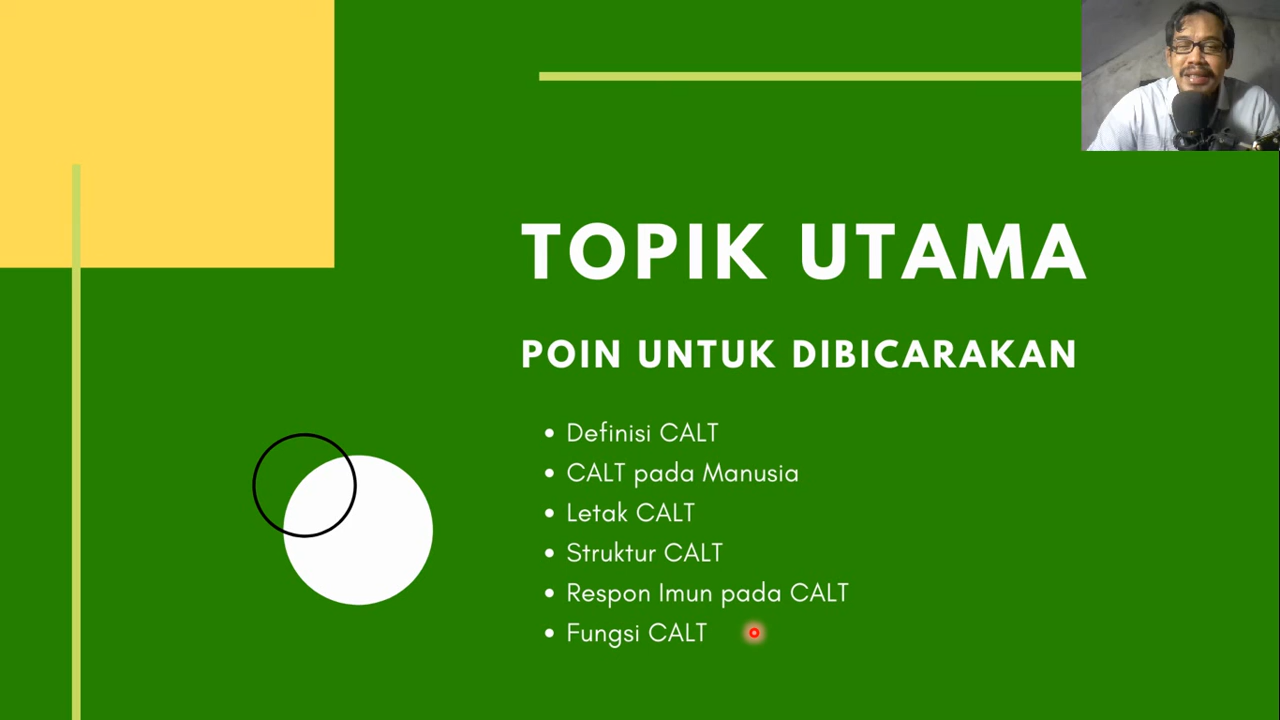 TOPIK UTAMA
POIN UNTUK DIBICARAKAN
Definisi CALT
CALT pada Manusia
Letak CALT
Struktur CALT
Respon Imun pada CALT
Fungsi CALT